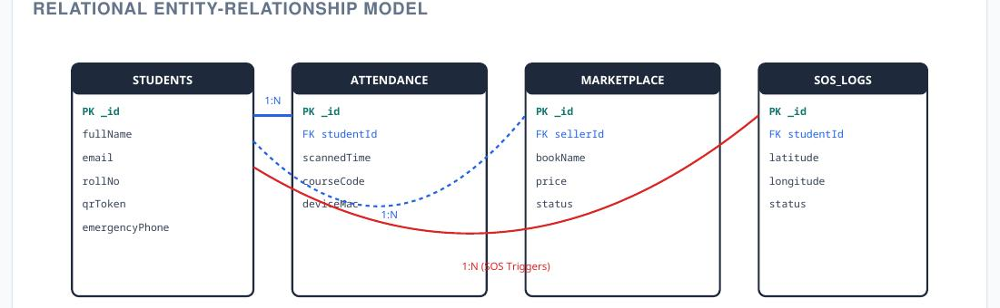 RELATIONAL ENTITY-RELATIONSHIP MODEL
STUDENTS
PK _id
fullName
email
rollNo
qrToken
emergencyPhone
1:N
ATTENDANCE
PK _id
FK studentId
scannedTime
courseCode
deviceMac
1:N
MARKETPLACE
PK _id
FK sellerId
bookName
price
status
1:N (SOS Triggers)
SOS_LOGS
PK _id
FK studentId
latitude
longitude
status